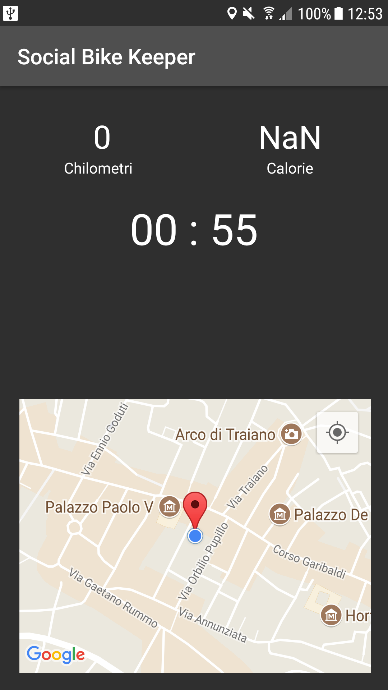 100% 12:53
Social Bike Keeper
0
NaN
Chilometri
Calorie
00 : 55
Via Ennio Goduti
Arco di Traiano
Palazzo Paolo V
Via Traiano
Palazzo De
Via Orbilio Pupillo
Corso Garibaldi
Via Gaetano Rummo
Via Annunziata
Hort
Google